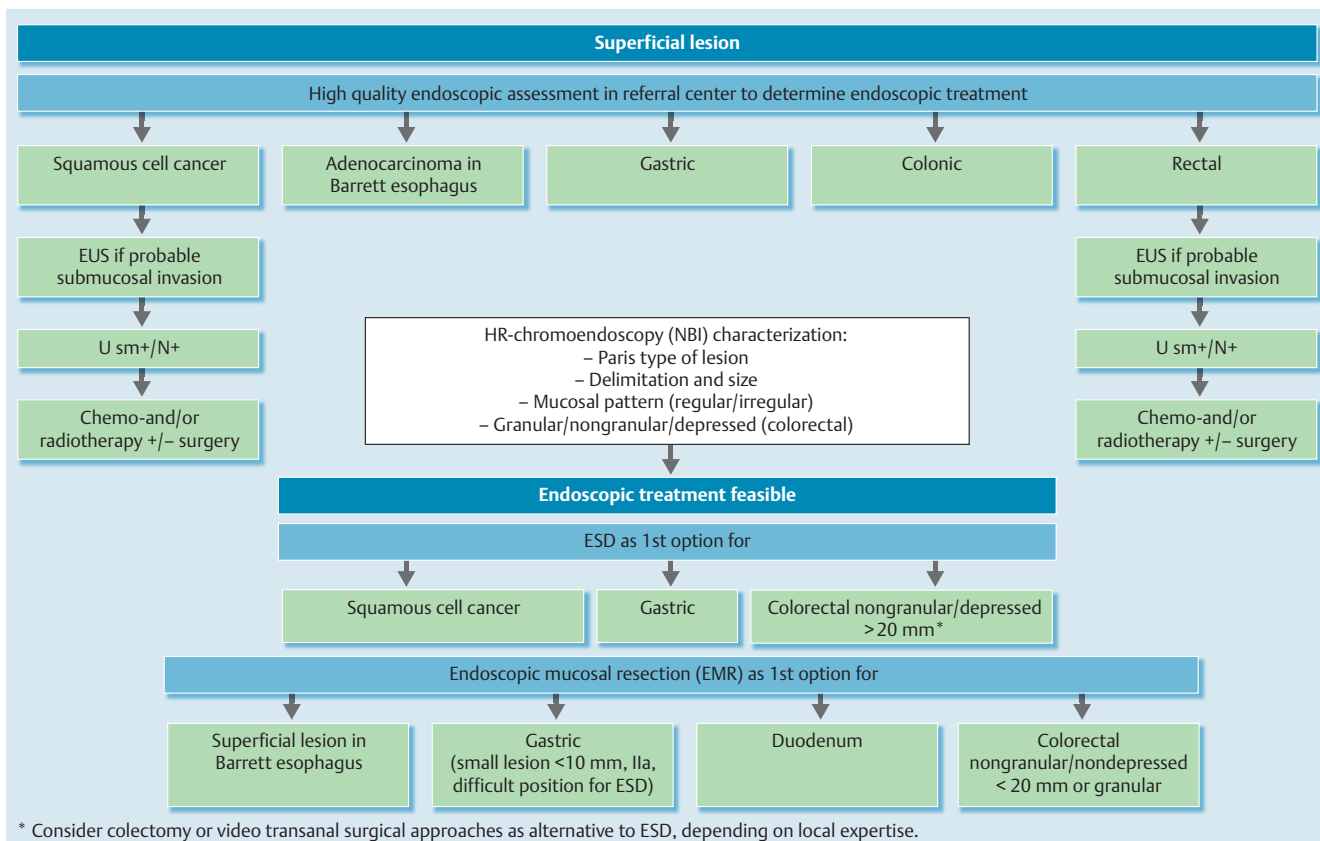 Superficial lesion
High quality endoscopic assessment in referral center to determine endoscopic treatment
Squamous cell cancer
Adenocarcinoma in
Barrett esophagus
Gastric
Colonic
Rectal
EUS if probable
submucosal invasion
EUS if probable
submucosal invasion
U sm+/N+
U sm+/N+
Chemo-and/or
radiotherapy +/– surgery
Chemo-and/or
radiotherapy +/– surgery
HR-chromoendoscopy (NBI) characterization:
– Paris type of lesion
– Delimitation and size
– Mucosal pattern (regular/irregular)
– Granular/nongranular/depressed (colorectal)
Endoscopic treatment feasible
ESD as 1st option for
Squamous cell cancer
Gastric
Colorectal nongranular/depressed
>20 mm*
Endoscopic mucosal resection (EMR) as 1st option for
Superficial lesion in
Barrett esophagus
Gastric
(small lesion <10 mm, IIa,
difficult position for ESD)
Duodenum
Colorectal
nongranular/nondepressed
< 20 mm or granular
* Consider colectomy or video transanal surgical approaches as alternative to ESD, depending on local expertise.